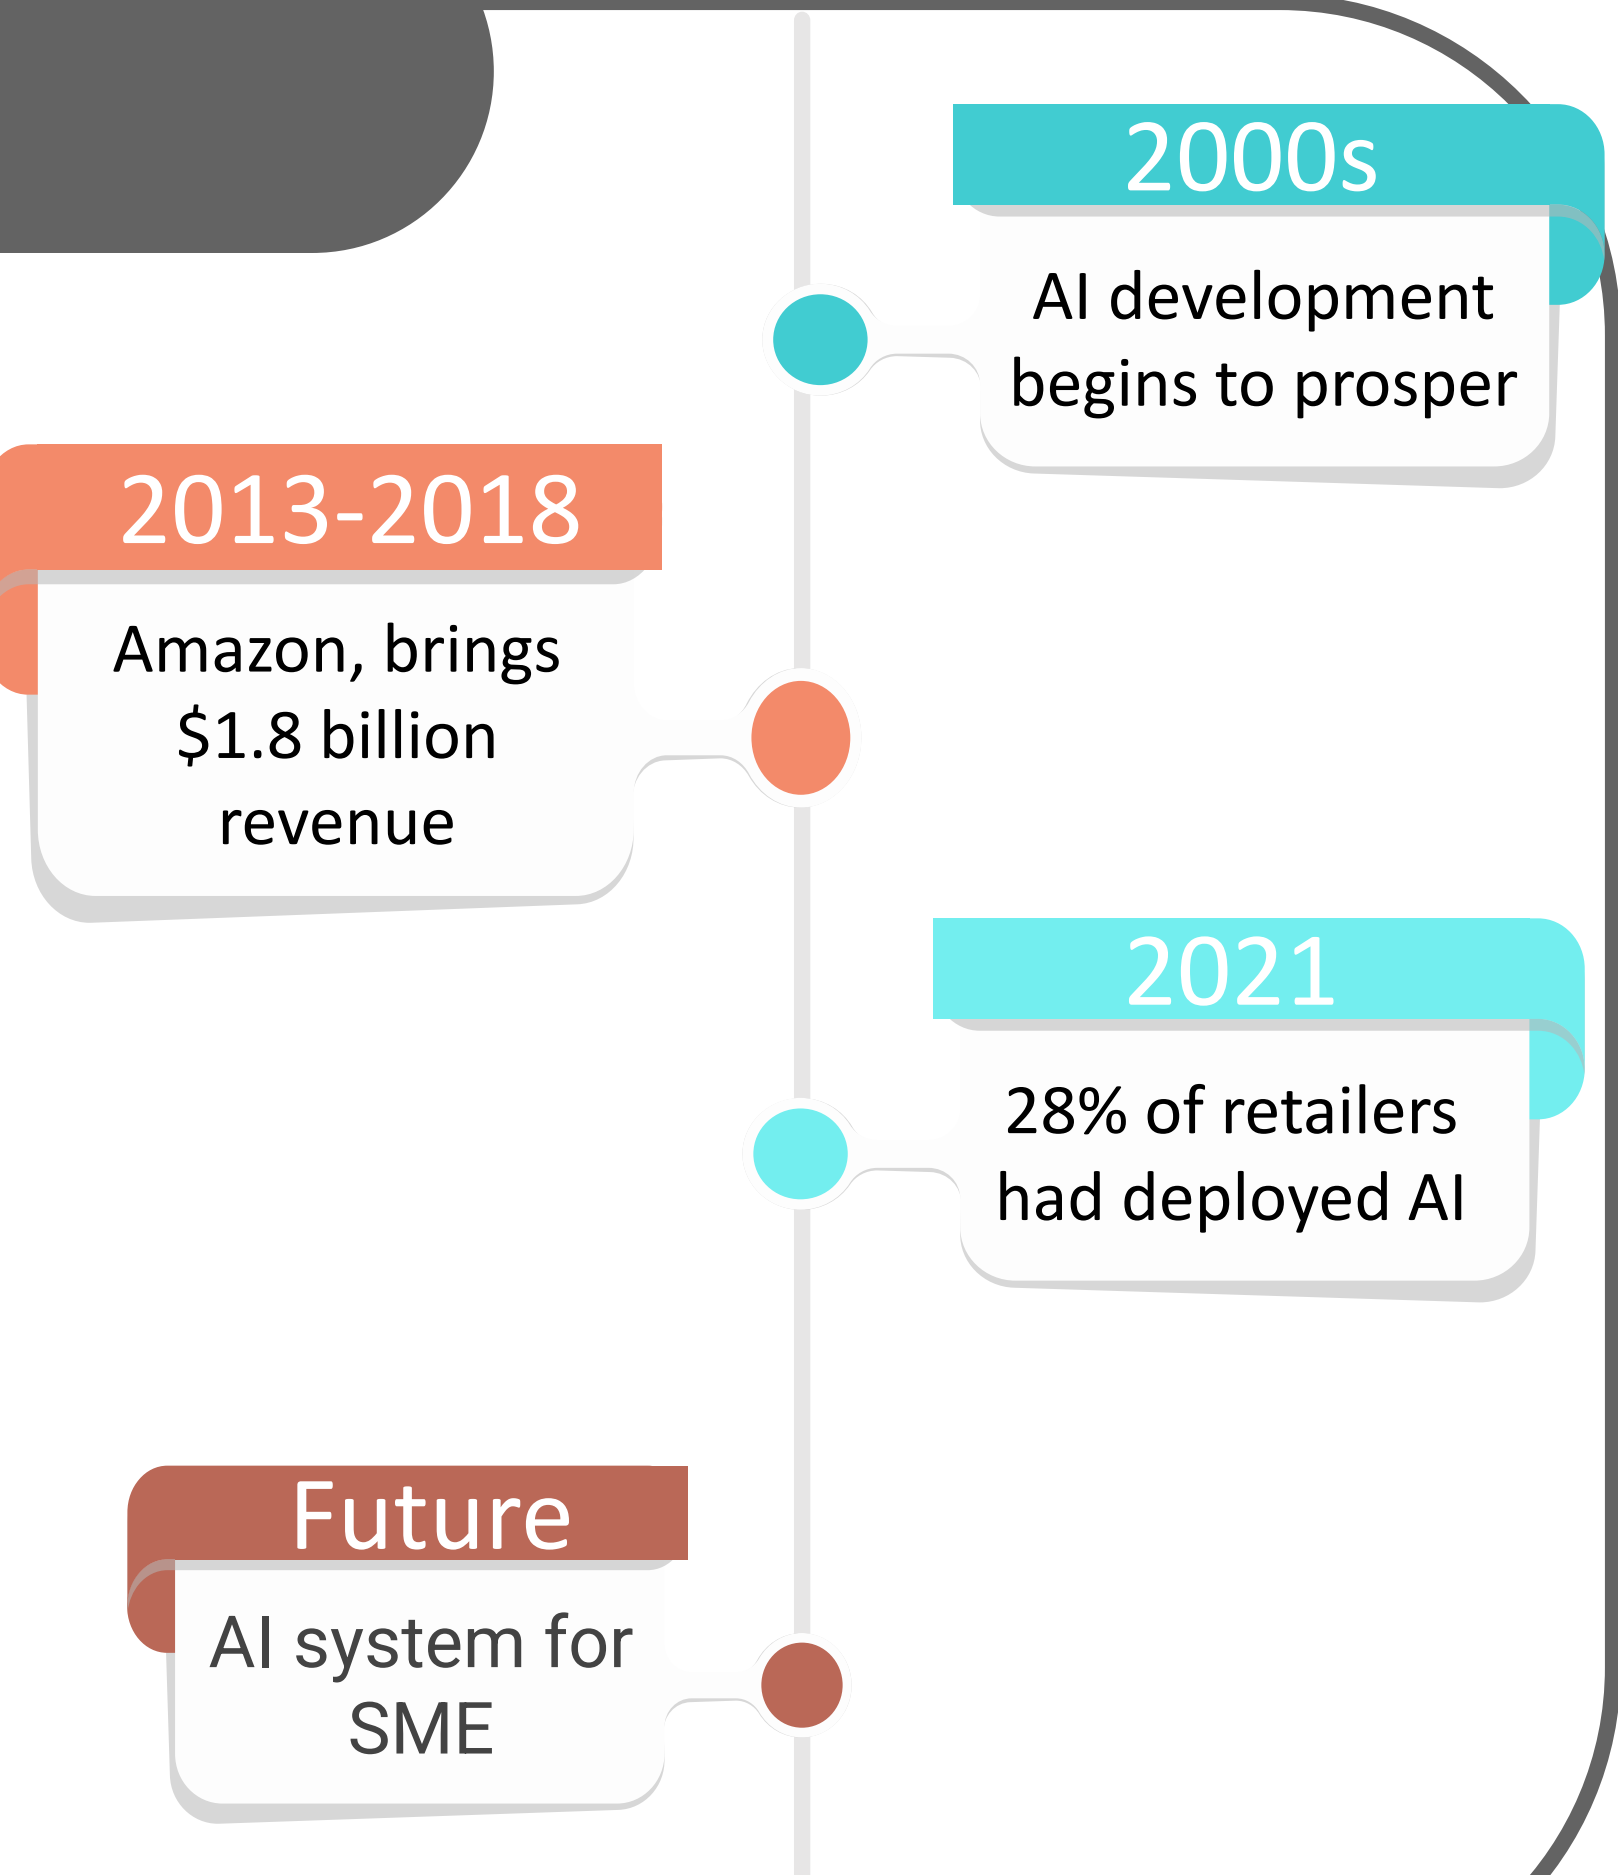 2000s
AI development
begins to prosper
2013-2018
Amazon, brings
$1.8 billion
revenue
2021
28% of retailers
had deployed AI
Future
AI system for
SME